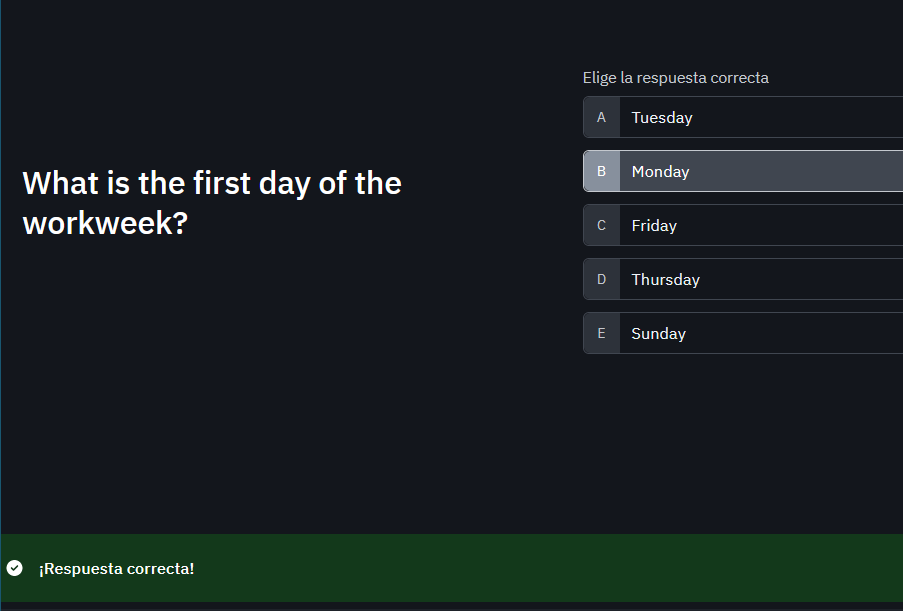 What is the first day of the
workweek?
Elige la respuesta correcta
A Tuesday
B Monday
C Friday
D Thursday
E Sunday
¡Respuesta correcta!